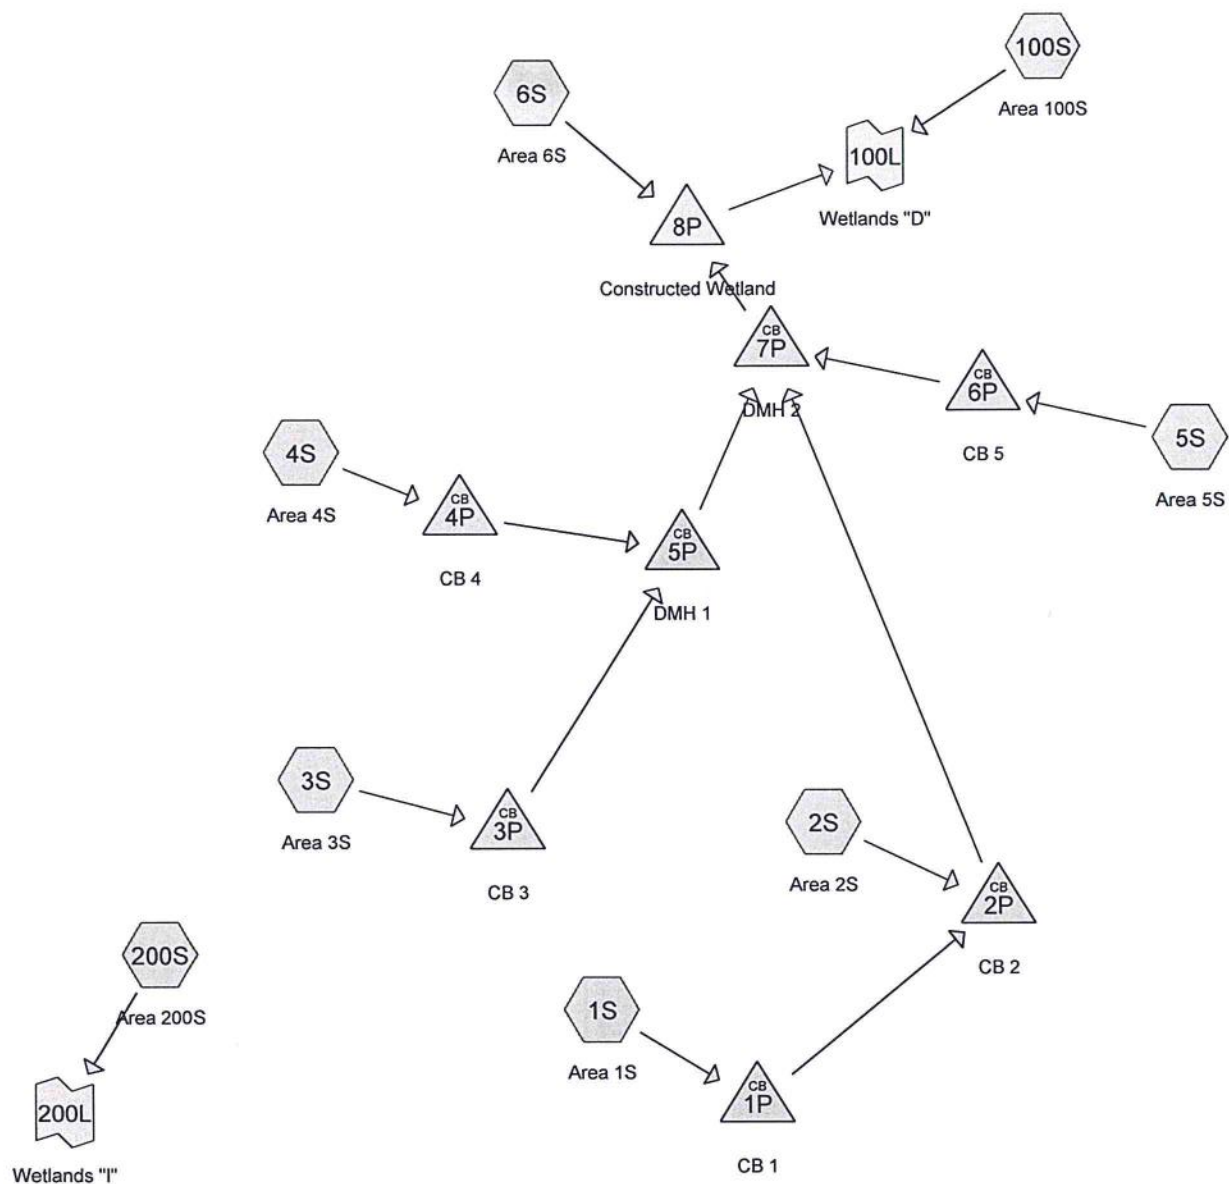 100S
Area 100S
6S
Area 6S
100L
Wetlands "D"
8P
Constructed Wetland
CB
7P
DMH 2
CB
6P
CB 5
5S
Area 5S
4S
Area 4S
CB
4P
CB 4
CB
5P
DMH 1
3S
Area 3S
CB
3P
CB 3
2S
Area 2S
CB
2P
CB 2
200S
Area 200S
1S
Area 1S
CB
1P
CB 1
200L
Wetlands "I"